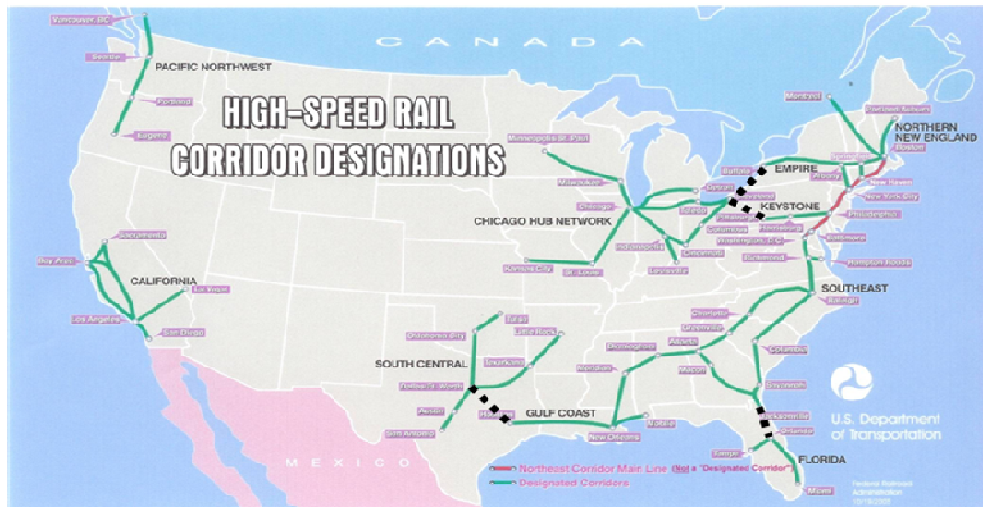 Vancouver, BC
CANADA
Seattle
PACIFIC NORTHWEST
Portland
Eugene
HIGH-SPEED RAIL
CORRIDOR DESIGNATIONS
Minneapolis/St. Paul
Milwaukee
Chicago
CHICAGO HUB NETWORK
Detroit
Toledo
Indianapolis
Cincinnati
Louisville
Kansas City
St. Louis
Columbus
Pittsburgh
Buffalo
EMPIRE
KEYSTONE
Harrisburg
Montreal
NORTHERN
NEW ENGLAND
Boston
Springfield
Albany
New Haven
New York City
Philadelphia
Baltimore
Washington, D.C.
Richmond
Hampton Roads
SOUTHEAST
Raleigh
Charlotte
Greenville
Atlanta
Columbia
Macon
Savannah
Jacksonville
Orlando
Tampa
FLORIDA
Miami
Birmingham
Meridian
Mobile
New Orleans
GULF COAST
SOUTH CENTRAL
Tulsa
Oklahoma City
Little Rock
Texarkana
Dallas/Ft. Worth
Austin
San Antonio
Sacramento
Bay Area
CALIFORNIA
Las Vegas
Los Angeles
San Diego
MEXICO
Northeast Corridor Main Line (Not a "Designated Corridor")
Designated Corridors
U.S. Department
of Transportation
Federal Railroad
Administration